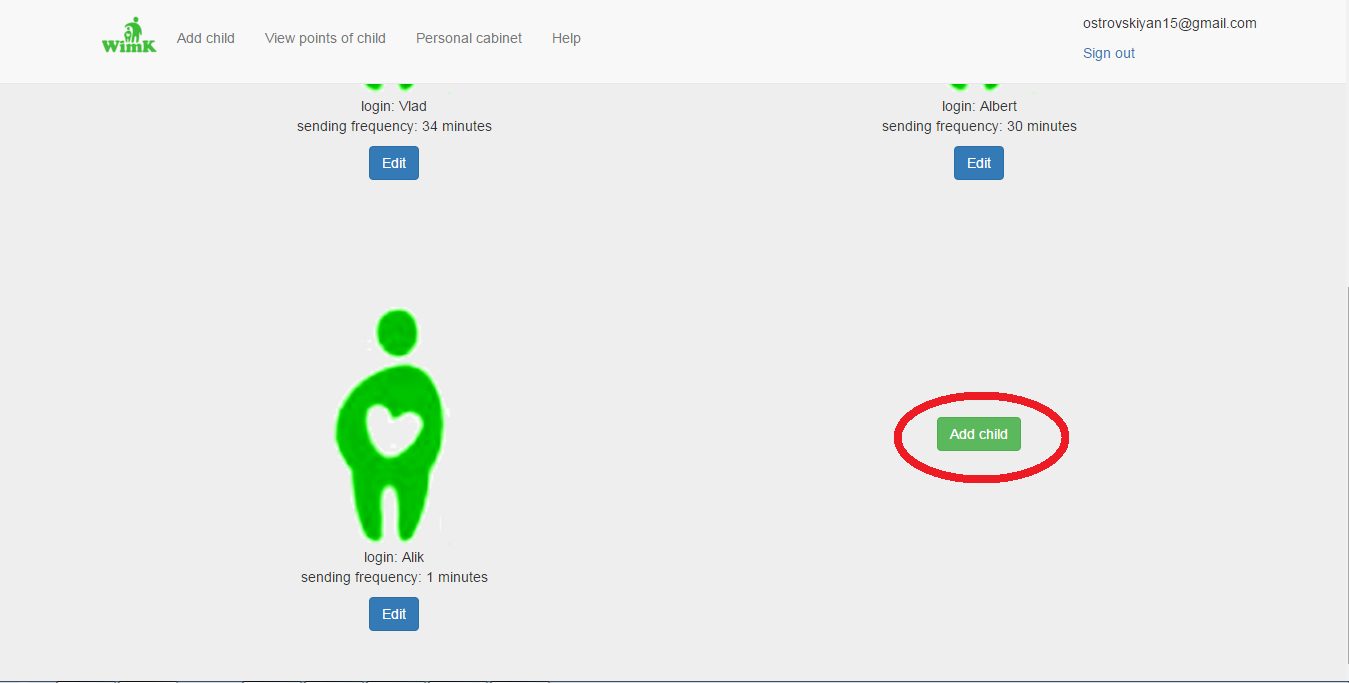 WimK Add child View points of child Personal cabinet Help
ostrovskiyan15@gmail.com
Sign out
login: Vlad
sending frequency: 34 minutes
Edit
login: Albert
sending frequency: 30 minutes
Edit
login: Alik
sending frequency: 1 minutes
Edit
Add child